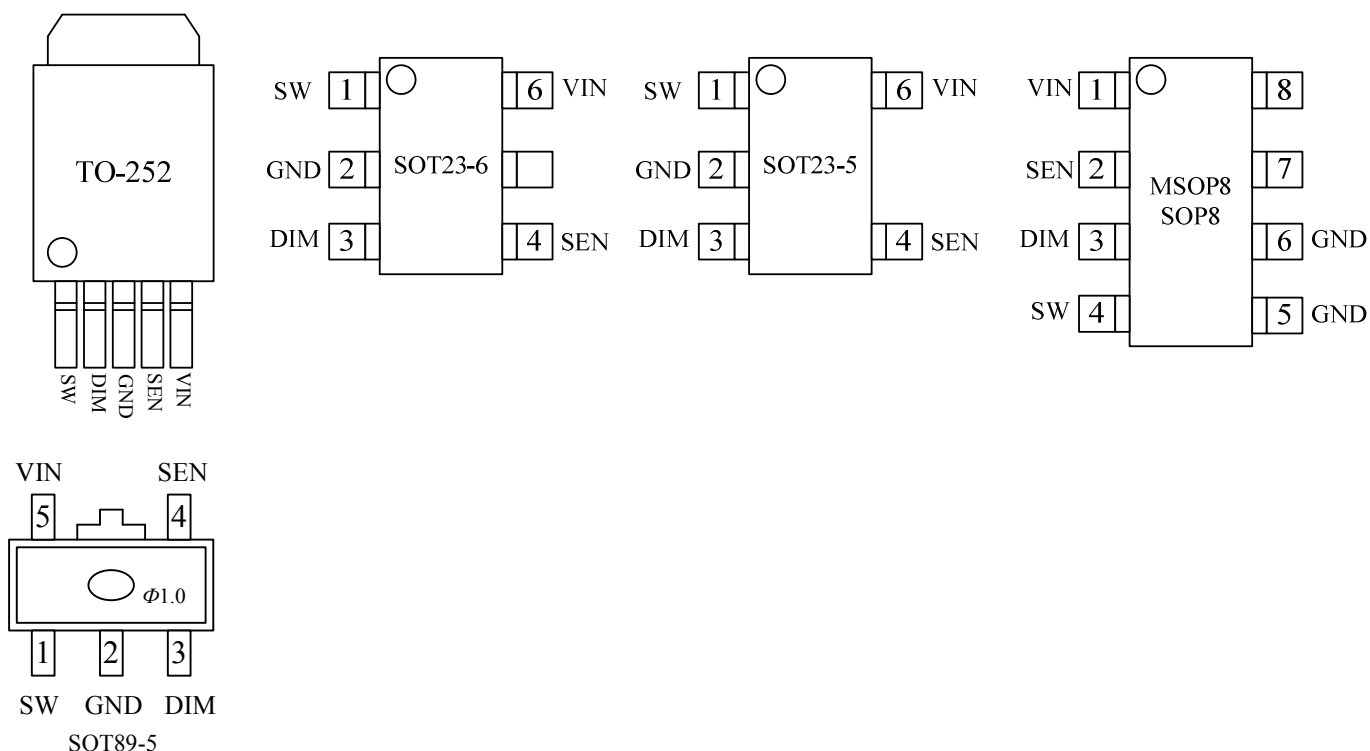 TO-252
SW DIM GND SEN VIN
SW 1 6 VIN
GND 2 SOT23-6
DIM 3 4 SEN
SW 1 6 VIN
GND 2 SOT23-5
DIM 3 4 SEN
VIN 1 8
SEN 2 7
MSOP8
SOP8
DIM 3 6 GND
SW 4 5 GND
VIN SEN
5 4
Φ1.0
1 2 3
SW GND DIM
SOT89-5